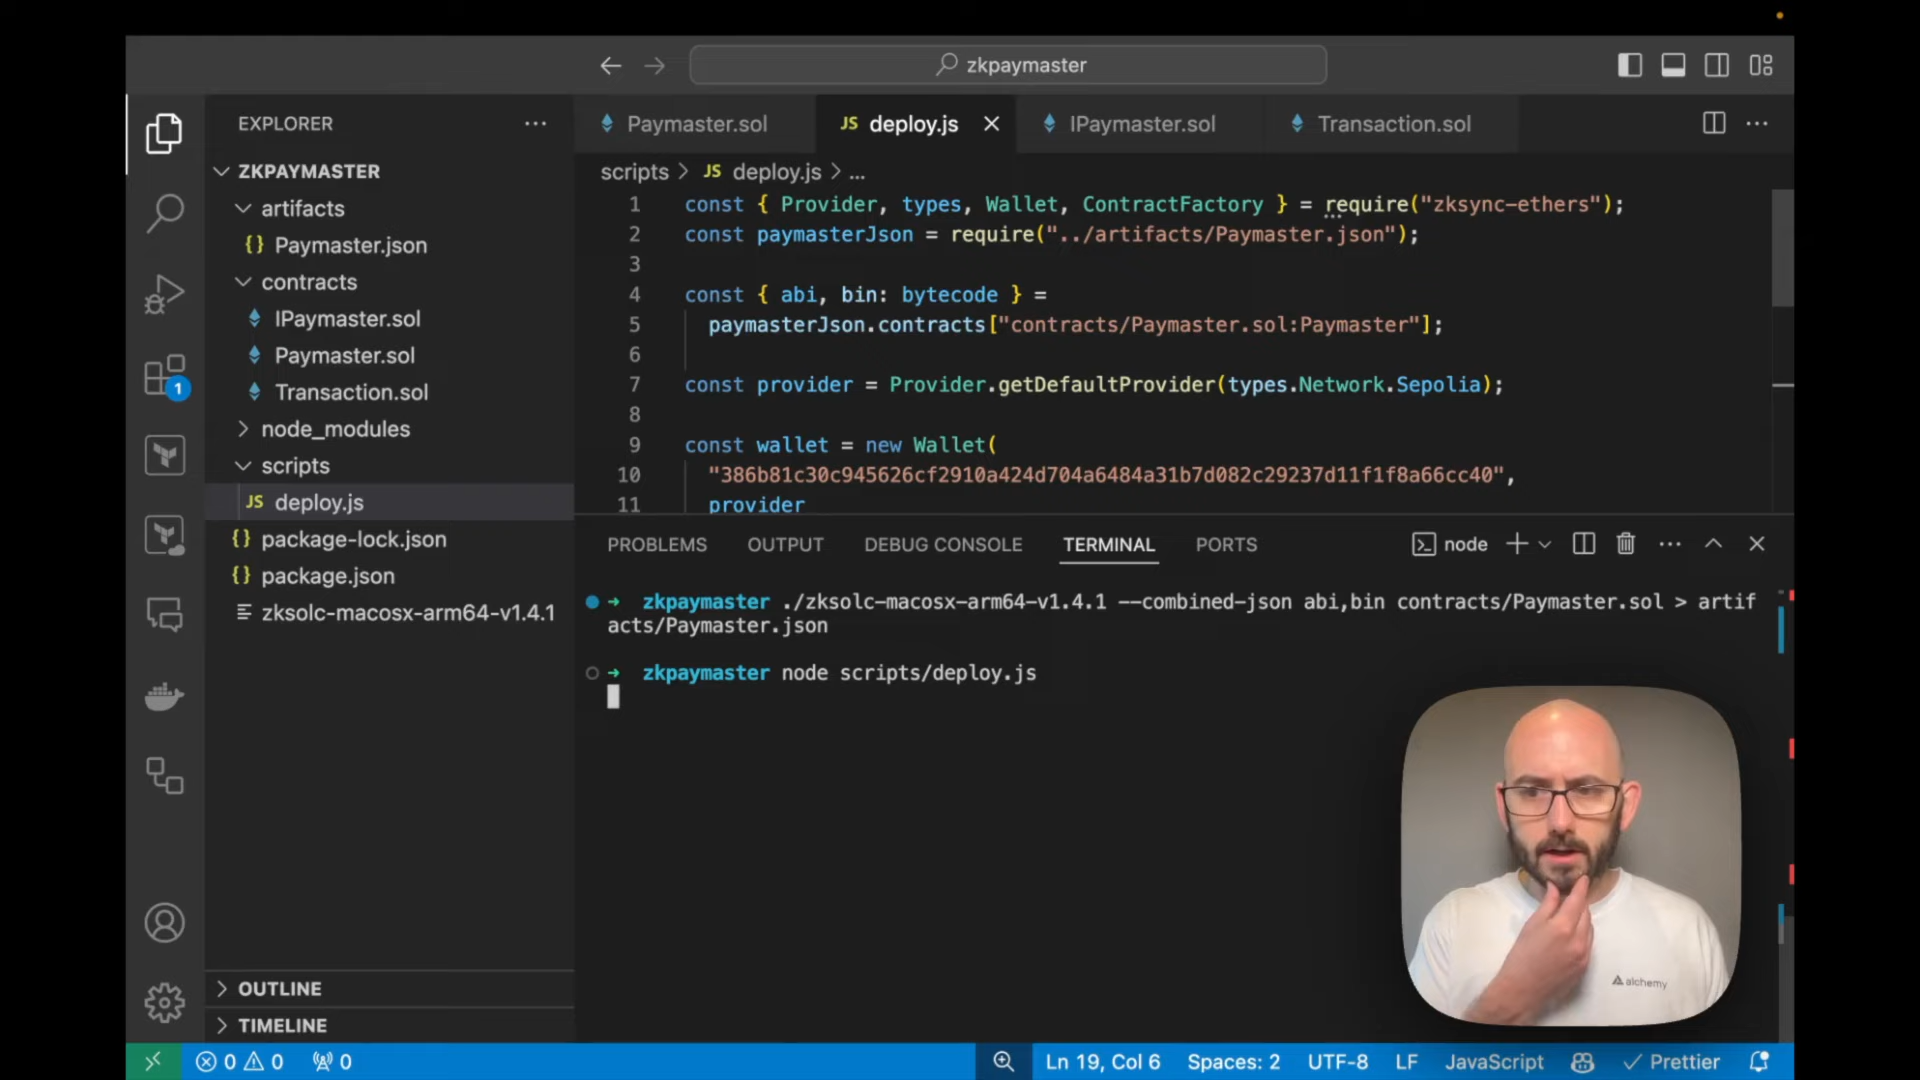 zkpaymaster
EXPLORER
Paymaster.sol
JS deploy.js
IPaymaster.sol
Transaction.sol
ZKPAYMASTER
artifacts
{} Paymaster.json
contracts
IPaymaster.sol
Paymaster.sol
Transaction.sol
node_modules
scripts
JS deploy.js
{} package-lock.json
{} package.json
zksolc-macosx-arm64-v1.4.1
OUTLINE
TIMELINE
1
scripts > JS deploy.js > ...
1 const { Provider, types, Wallet, ContractFactory } = require("zksync-ethers");
2 const paymasterJson = require("../artifacts/Paymaster.json");
3
4 const { abi, bin: bytecode } =
5 paymasterJson.contracts["contracts/Paymaster.sol:Paymaster"];
6
7 const provider = Provider.getDefaultProvider(types.Network.Sepolia);
8
9 const wallet = new Wallet(
10 "386b81c30c945626cf2910a424d704a6484a31b7d082c29237d11f1f8a66cc40",
11 provider
PROBLEMS OUTPUT DEBUG CONSOLE TERMINAL PORTS
node
zkpaymaster ./zksolc-macosx-arm64-v1.4.1 --combined-json abi,bin contracts/Paymaster.sol > artif
acts/Paymaster.json
zkpaymaster node scripts/deploy.js
alchemy
0 0 0
Ln 19, Col 6 Spaces: 2 UTF-8 LF JavaScript Prettier